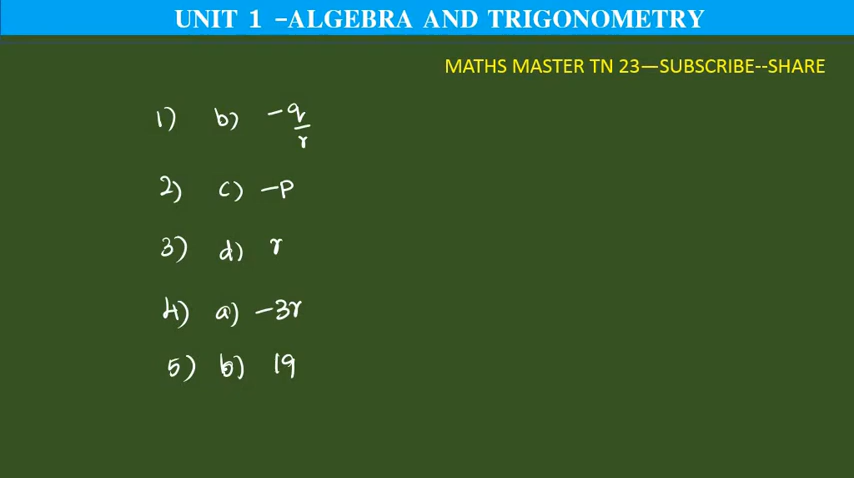 UNIT 1 -ALGEBRA AND TRIGONOMETRY
MATHS MASTER TN 23—SUBSCRIBE--SHARE
1) b) -q/r
2) c) -p
3) d) r
4) a) -3r
5) b) 19